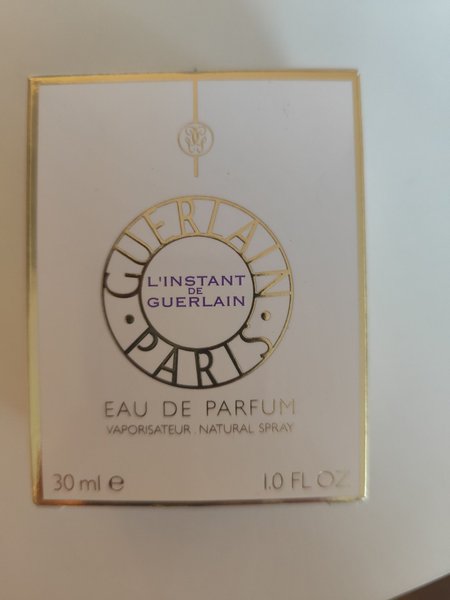 GUERLAIN
L'INSTANT
DE
GUERLAIN
· PARIS ·
EAU DE PARFUM
VAPORISATEUR . NATURAL SPRAY
30 ml e 1.0 FL OZ